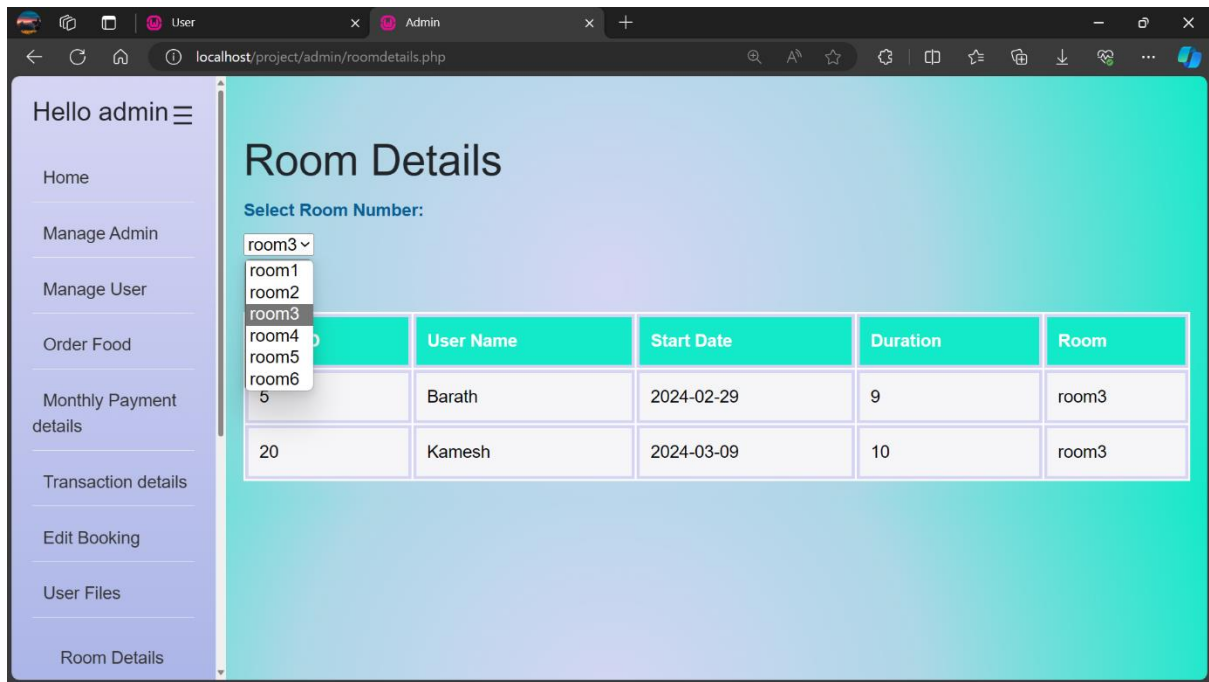 User
Admin
localhost/project/admin/roomdetails.php
Hello admin
Home
Manage Admin
Manage User
Order Food
Monthly Payment
details
Transaction details
Edit Booking
User Files
Room Details
Room Details
Select Room Number:
room3
room1
room2
room3
room4
room5
room6
User Name Start Date Duration Room
5 Barath 2024-02-29 9 room3
20 Kamesh 2024-03-09 10 room3